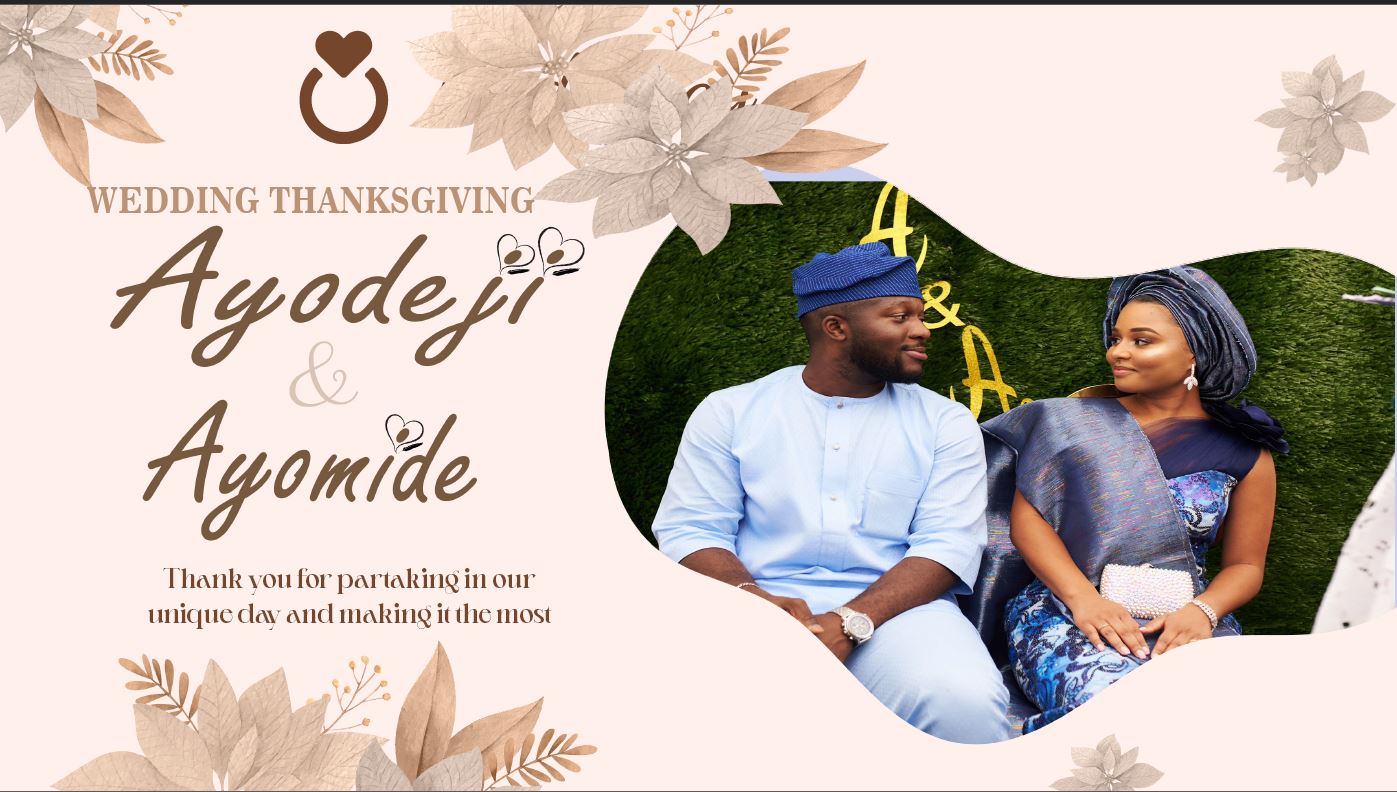 WEDDING THANKSGIVING
Ayodeji
&
Ayomide
Thank you for partaking in our
unique day and making it the most
A
&
A